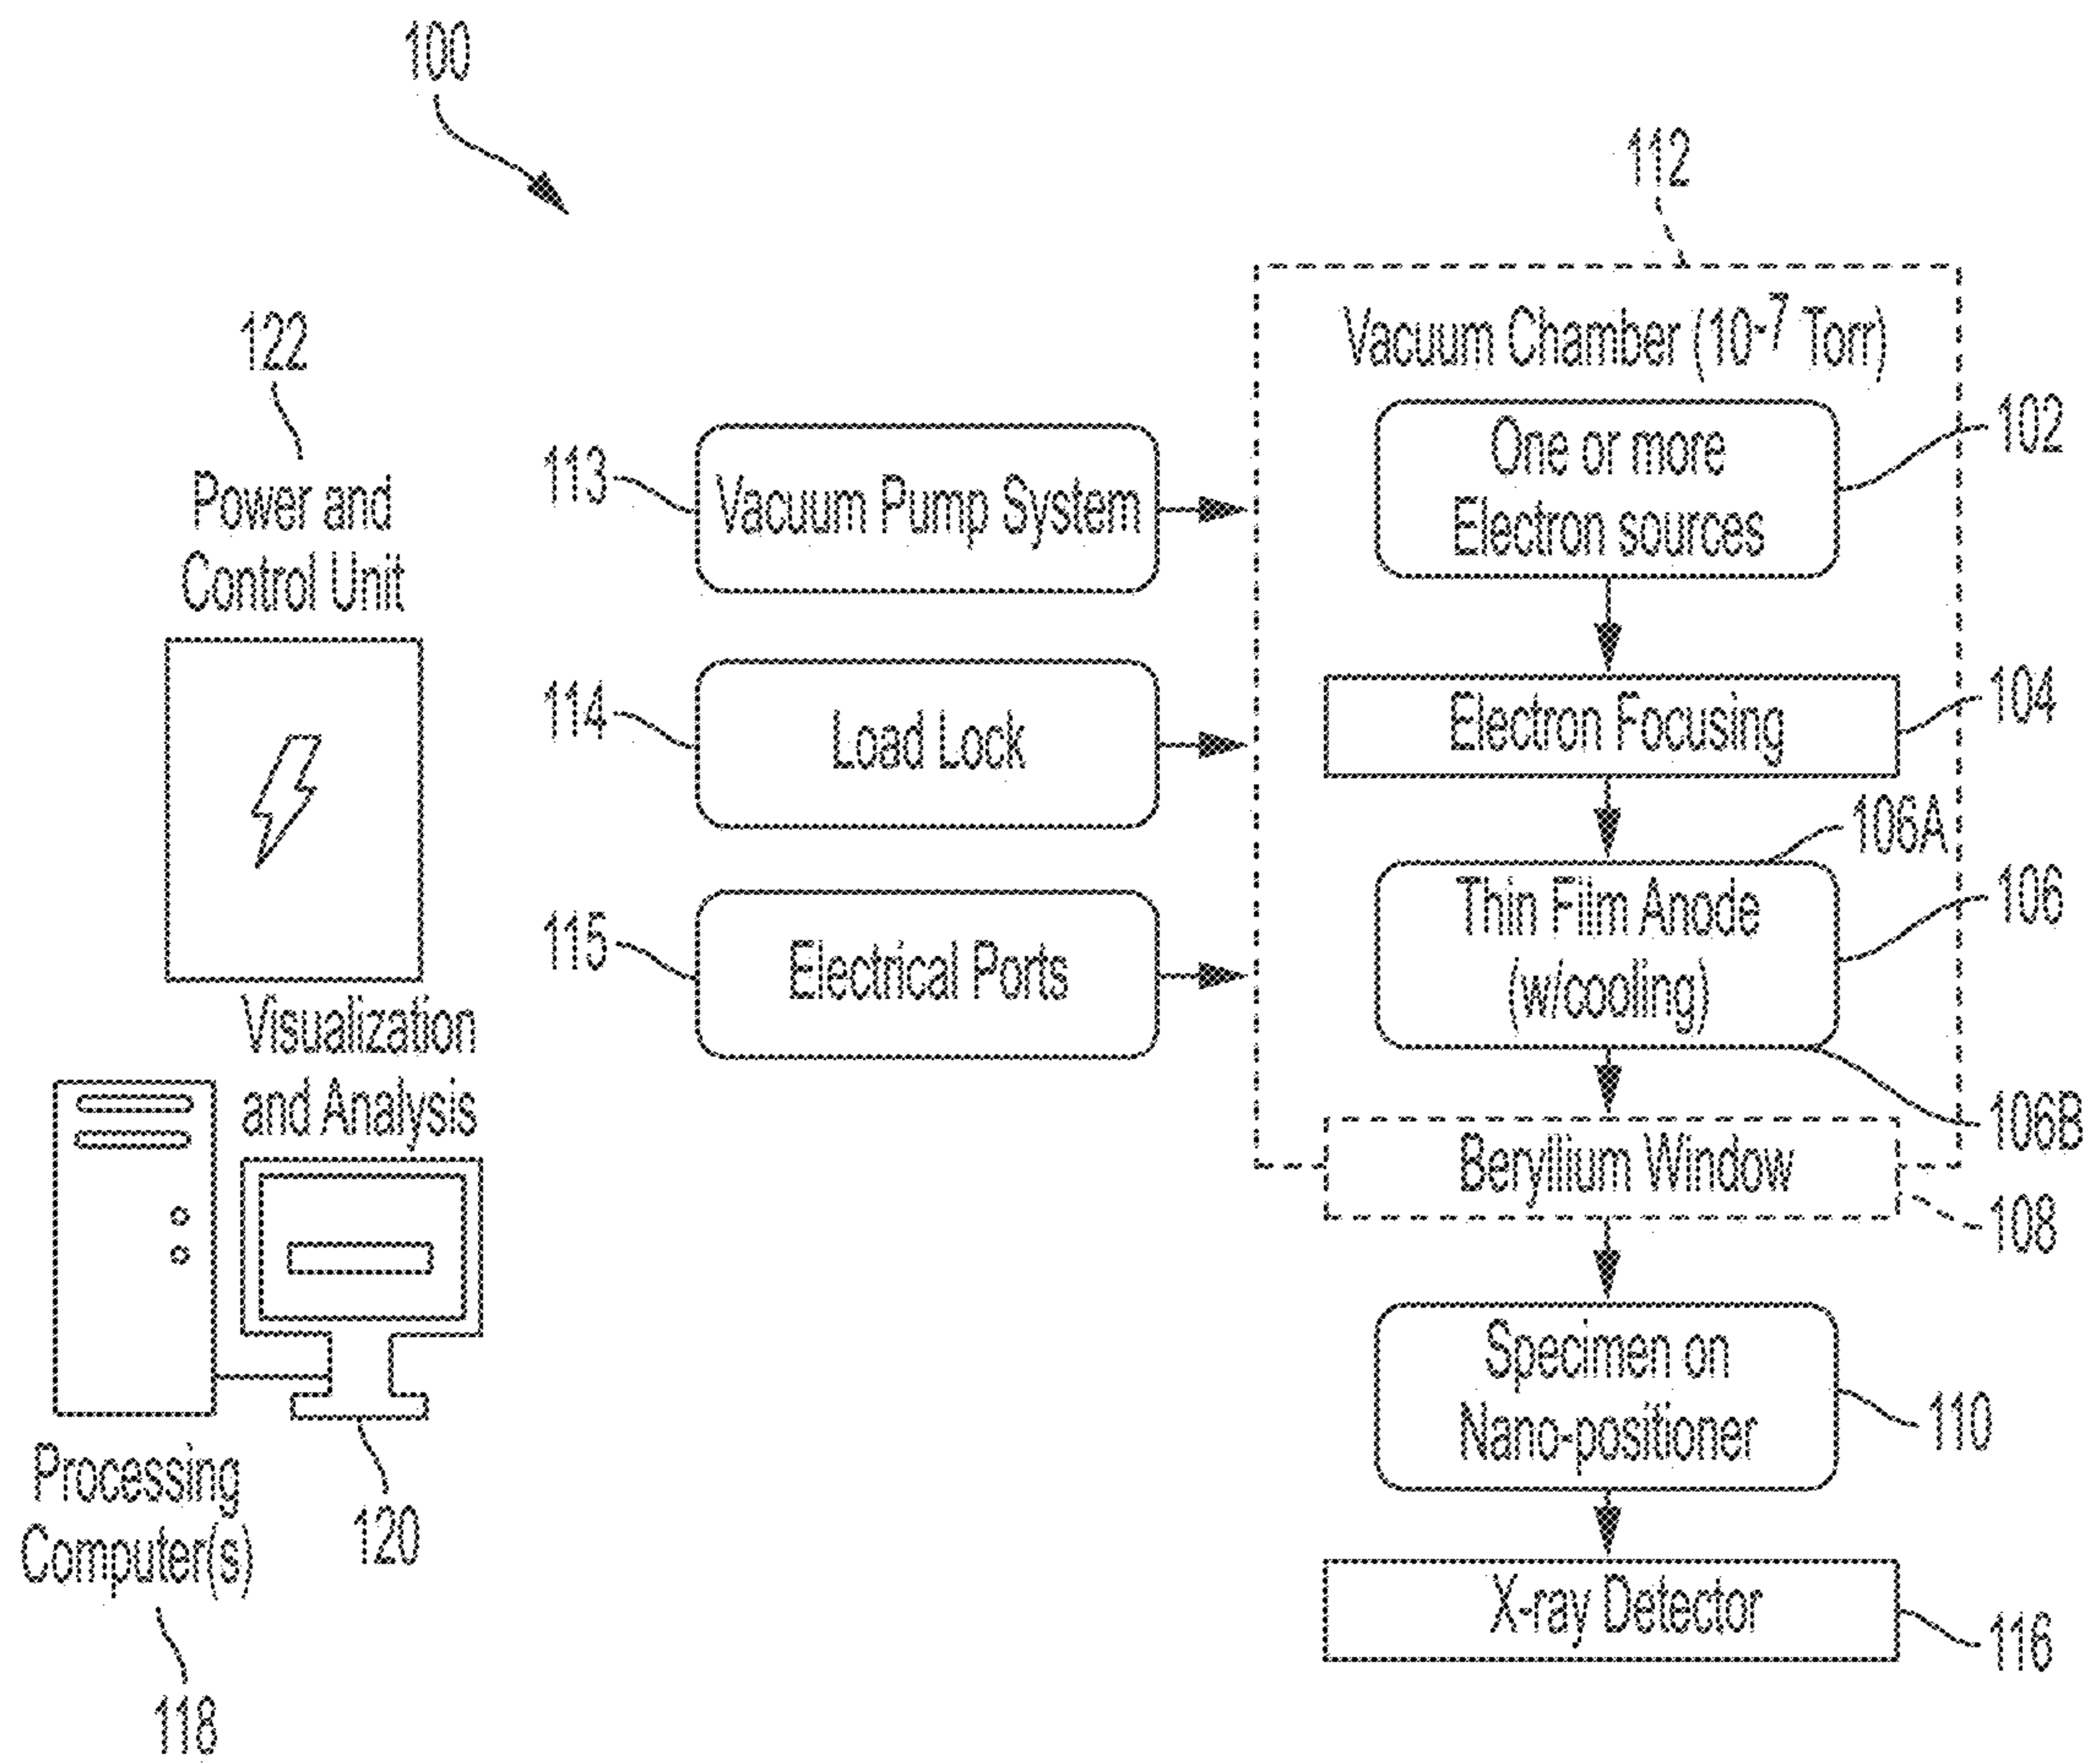 100
112
Vacuum Chamber (10-7 Torr)
122
Power and
Control Unit
113
Vacuum Pump System
One or more
Electron sources
102
114
Load Lock
Electron Focusing
104
115
Electrical Ports
106A
Thin Film Anode
(w/cooling)
106
106B
Visualization
and Analysis
Beryllium Window
108
Specimen on
Nano-positioner
110
Processing
Computer(s)
120
118
X-ray Detector
116